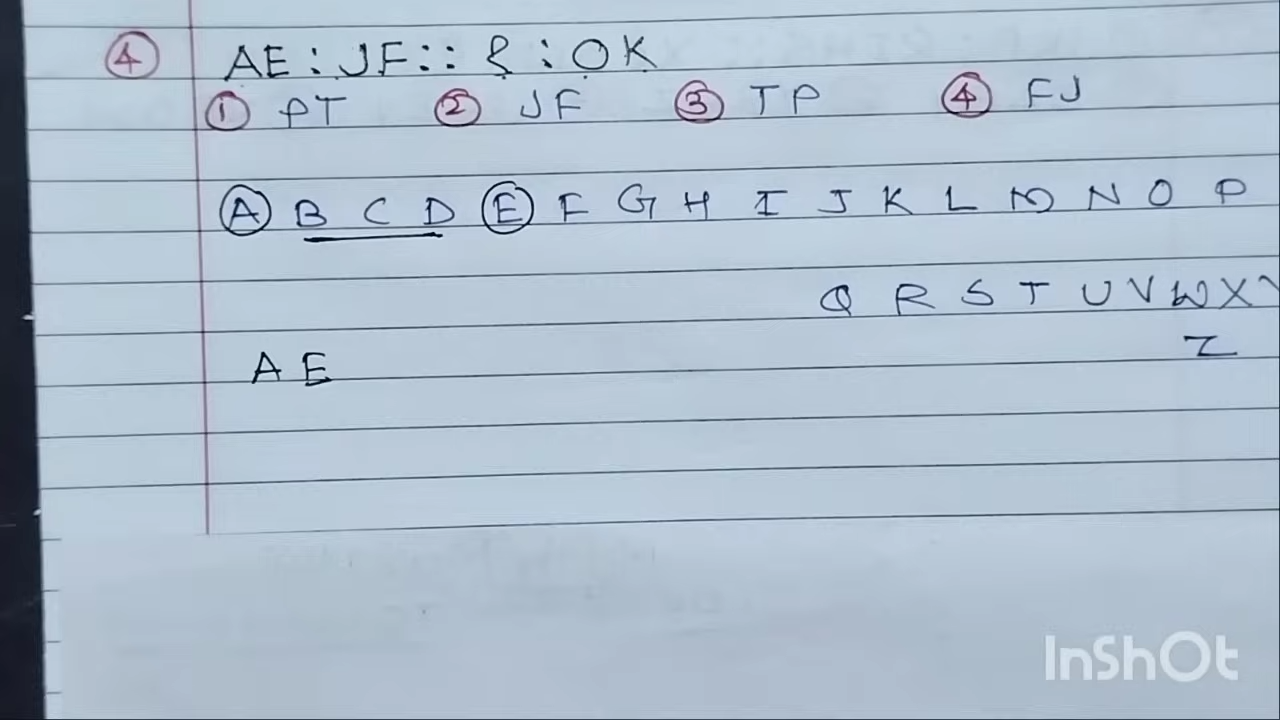 ④ AE : JF :: ? : OK
① PT ② JF ③ TP ④ FJ
A B C D E F G H I J K L M N O P
Q R S T U V W X Y
Z
A E
InShOt